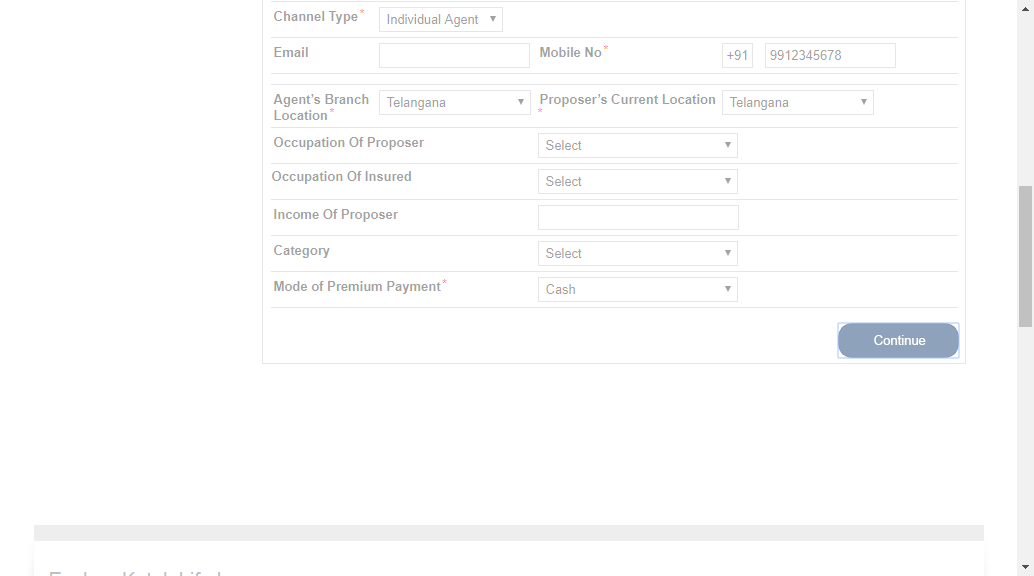 Channel Type* Individual Agent
Email Mobile No* +91 9912345678
Agent's Branch Location* Telangana Proposer's Current Location* Telangana
Occupation Of Proposer Select
Occupation Of Insured Select
Income Of Proposer
Category Select
Mode of Premium Payment* Cash
Continue